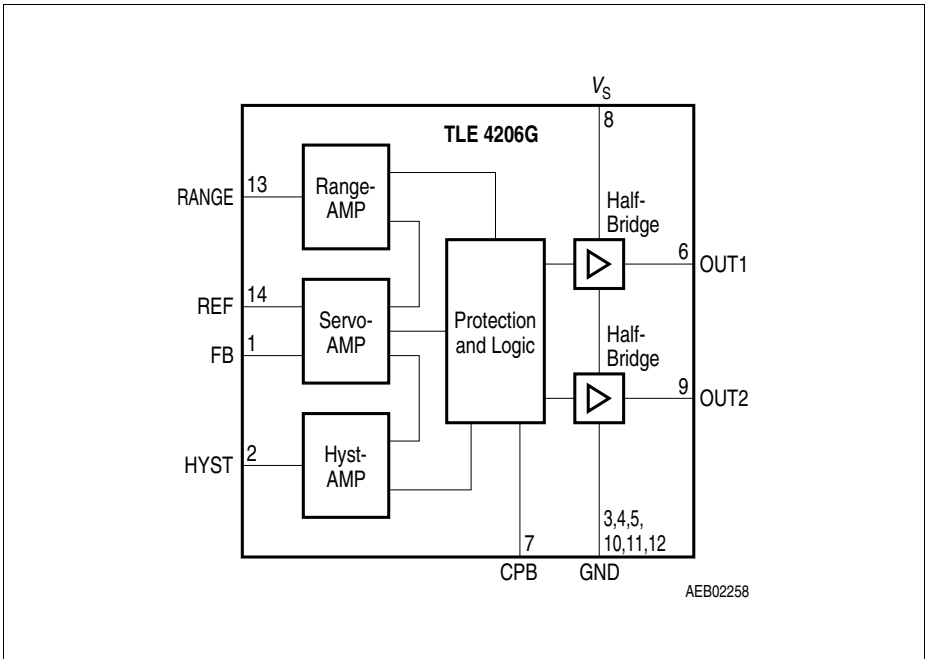 V_S
8
TLE 4206G
RANGE
13
Range-
AMP
Half-
Bridge
6
OUT1
REF
14
FB
1
Servo-
AMP
Protection
and Logic
Half-
Bridge
9
OUT2
HYST
2
Hyst-
AMP
3,4,5,
10,11,12
7
CPB
GND
AEB02258